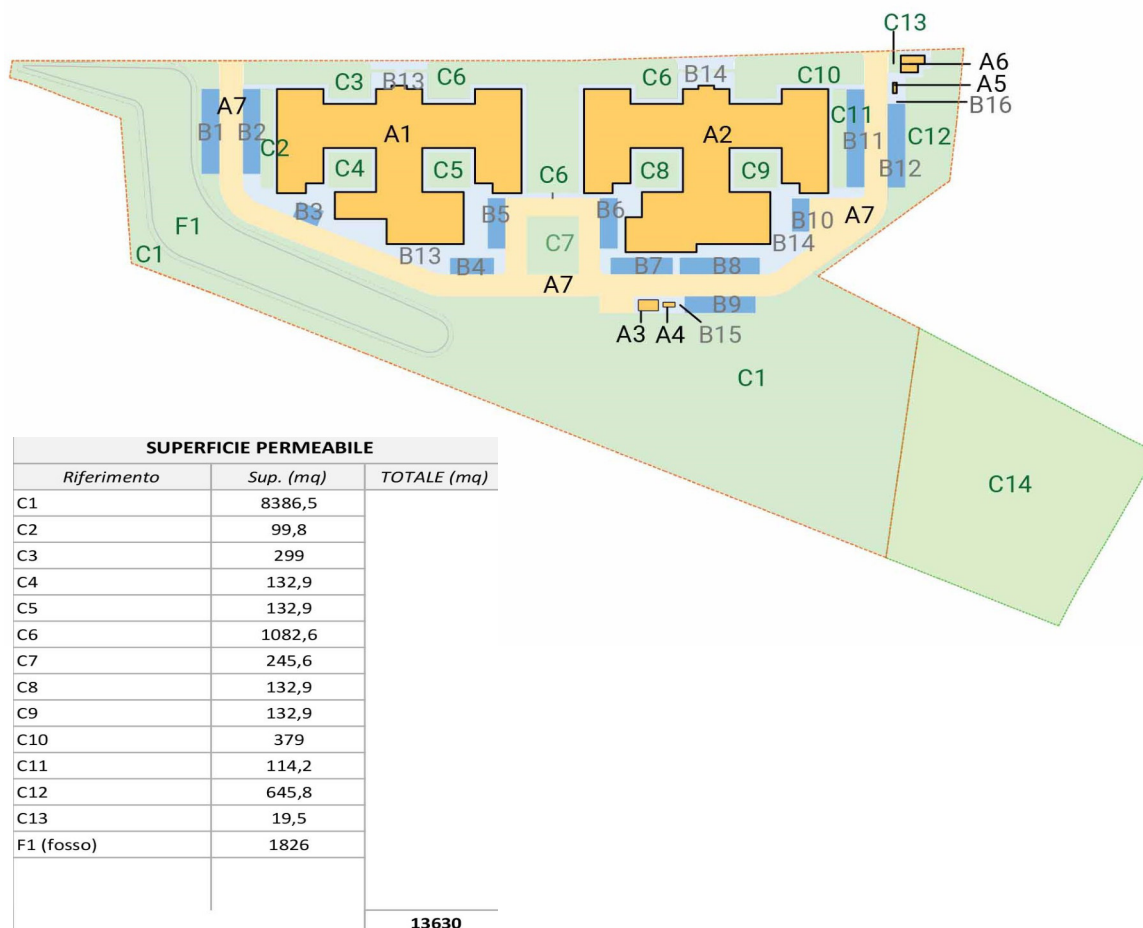 C13
C3 B13 C6 C6 B14 C10 A6
A5
B16
A7 C11
B1 B2 A1 A2 B11 C12
C2
C4 C5 C6 C8 C9 B12
B3 B5 B6 B10 A7
F1
C1 B13 C7 B14
B4 B7 B8
A7
B9
A3 A4 B15
C1
C14
SUPERFICIE PERMEABILE
Riferimento Sup. (mq) TOTALE (mq)
C1 8386,5
C2 99,8
C3 299
C4 132,9
C5 132,9
C6 1082,6
C7 245,6
C8 132,9
C9 132,9
C10 379
C11 114,2
C12 645,8
C13 19,5
F1 (fosso) 1826
13630